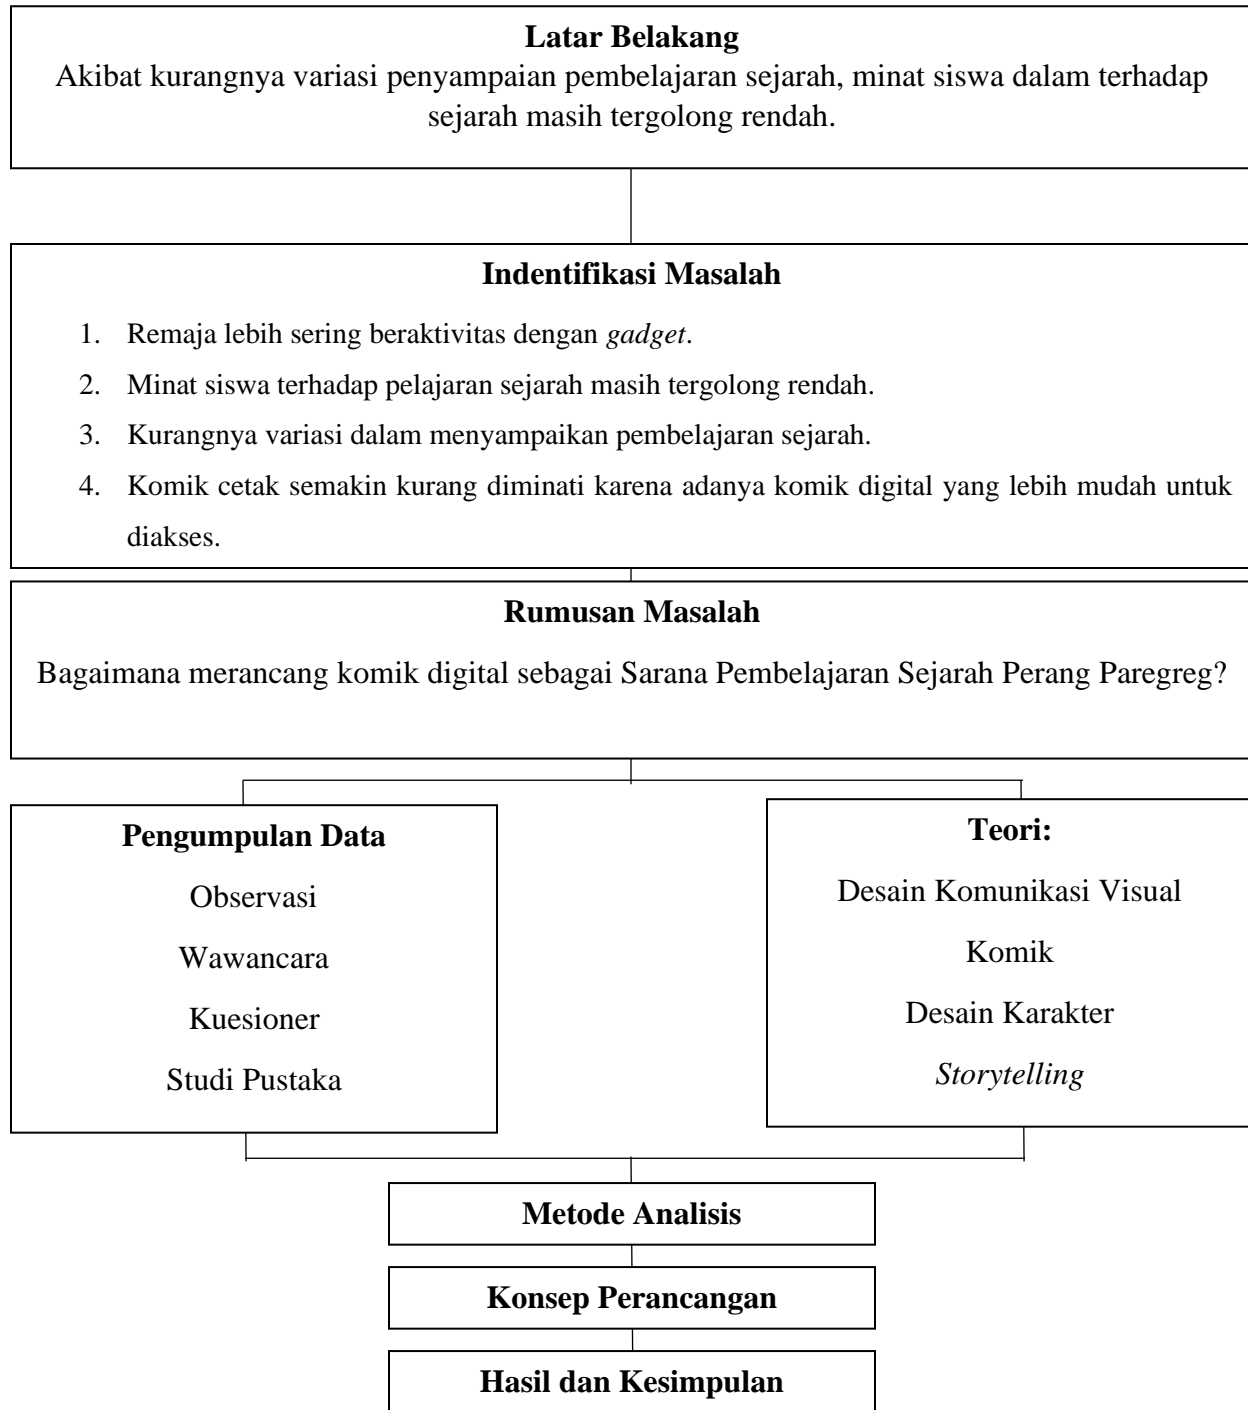 Latar Belakang
Akibat kurangnya variasi penyampaian pembelajaran sejarah, minat siswa dalam terhadap
sejarah masih tergolong rendah.
Indentifikasi Masalah
1. Remaja lebih sering beraktivitas dengan gadget.
2. Minat siswa terhadap pelajaran sejarah masih tergolong rendah.
3. Kurangnya variasi dalam menyampaikan pembelajaran sejarah.
4. Komik cetak semakin kurang diminati karena adanya komik digital yang lebih mudah untuk
diakses.
Rumusan Masalah
Bagaimana merancang komik digital sebagai Sarana Pembelajaran Sejarah Perang Paregreg?
Pengumpulan Data
Observasi
Wawancara
Kuesioner
Studi Pustaka
Teori:
Desain Komunikasi Visual
Komik
Desain Karakter
Storytelling
Metode Analisis
Konsep Perancangan
Hasil dan Kesimpulan